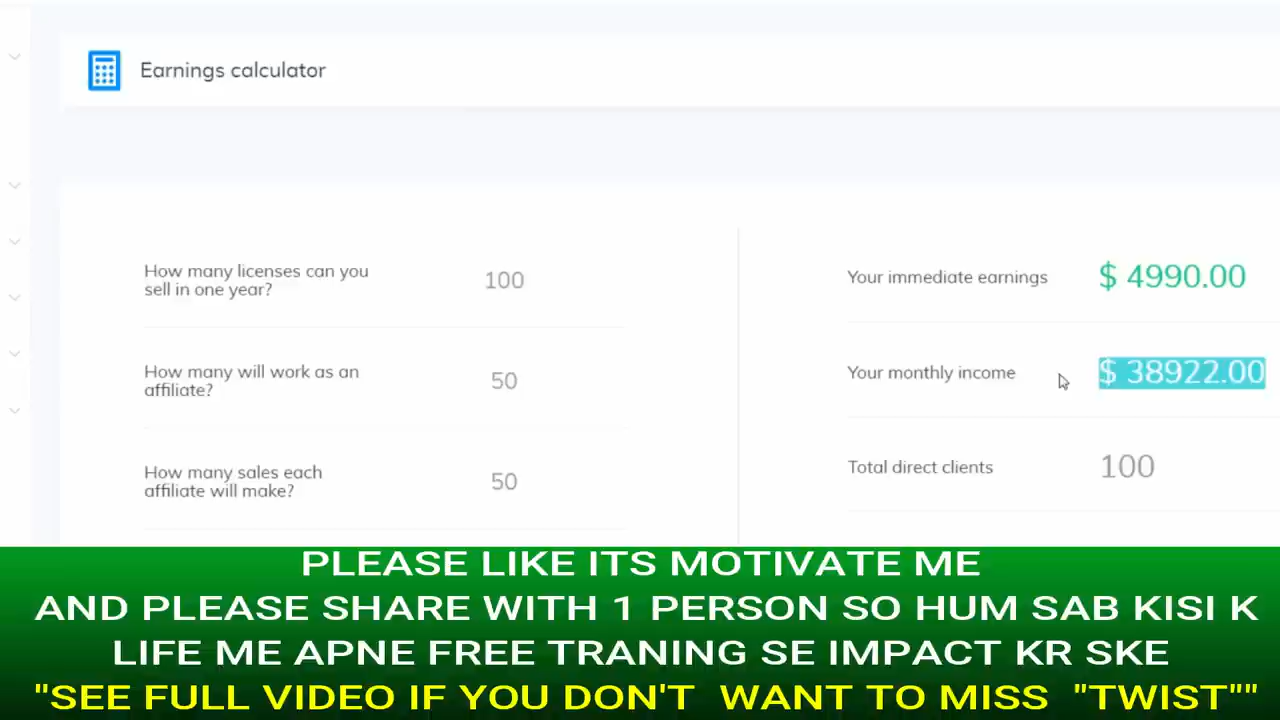 Earnings calculator
How many licenses can you
sell in one year?
100
Your immediate earnings
$ 4990.00
How many will work as an
affiliate?
50
Your monthly income
$ 38922.00
How many sales each
affiliate will make?
50
Total direct clients
100
PLEASE LIKE ITS MOTIVATE ME
AND PLEASE SHARE WITH 1 PERSON SO HUM SAB KISI K
LIFE ME APNE FREE TRANING SE IMPACT KR SKE
"SEE FULL VIDEO IF YOU DON'T WANT TO MISS "TWIST""